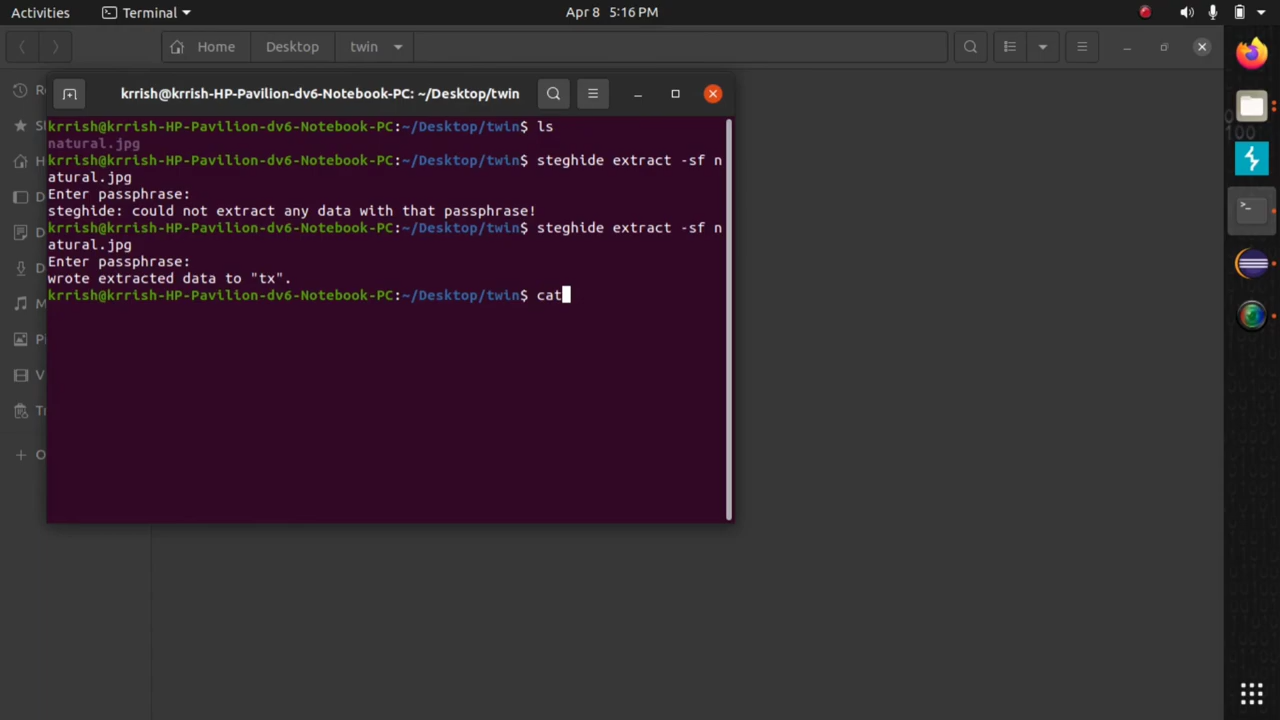 Activities Terminal Apr 8 5:16 PM
Home Desktop twin
krrish@krrish-HP-Pavilion-dv6-Notebook-PC: ~/Desktop/twin
krrish@krrish-HP-Pavilion-dv6-Notebook-PC:~/Desktop/twin$ ls
natural.jpg
krrish@krrish-HP-Pavilion-dv6-Notebook-PC:~/Desktop/twin$ steghide extract -sf n
atural.jpg
Enter passphrase:
steghide: could not extract any data with that passphrase!
krrish@krrish-HP-Pavilion-dv6-Notebook-PC:~/Desktop/twin$ steghide extract -sf n
atural.jpg
Enter passphrase:
wrote extracted data to "tx".
krrish@krrish-HP-Pavilion-dv6-Notebook-PC:~/Desktop/twin$ cat